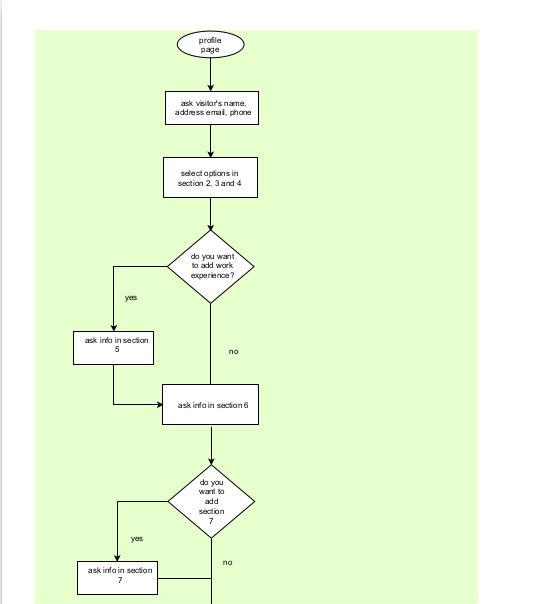 profile
page
ask visitor's name,
address email, phone
select options in
section 2, 3 and 4
do you want
to add work
experience?
yes
ask info in section
5
no
ask info in section 6
do you
want to
add
section
7
yes
no
ask info in section
7